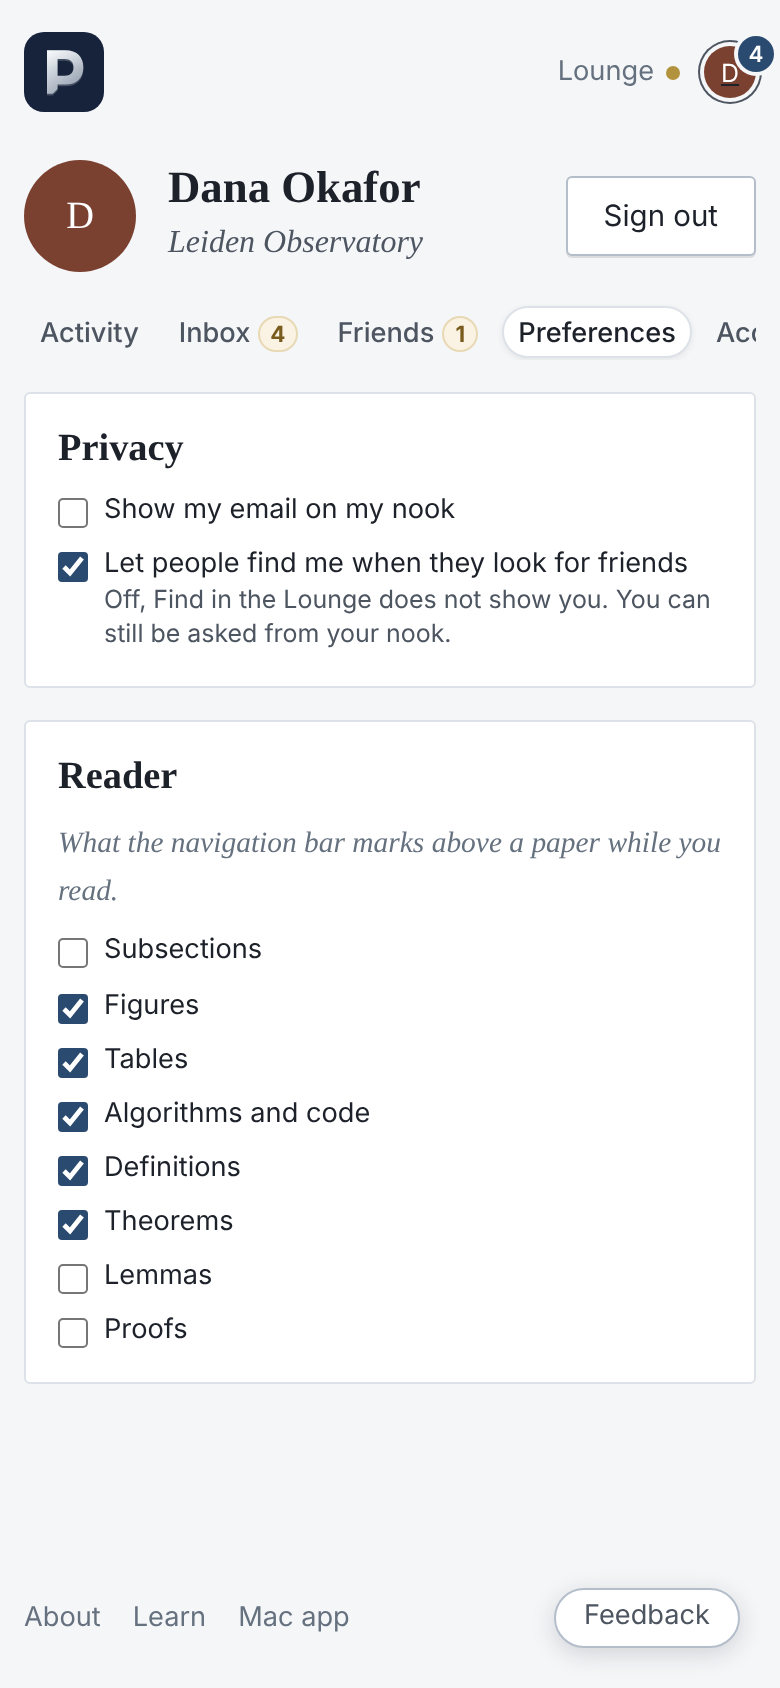 P
Lounge D 4
D
Dana Okafor
Leiden Observatory
Sign out
Activity Inbox 4 Friends 1 Preferences
Privacy
Show my email on my nook
Let people find me when they look for friends
Off, Find in the Lounge does not show you. You can
still be asked from your nook.
Reader
What the navigation bar marks above a paper while you
read.
Subsections
Figures
Tables
Algorithms and code
Definitions
Theorems
Lemmas
Proofs
About Learn Mac app Feedback